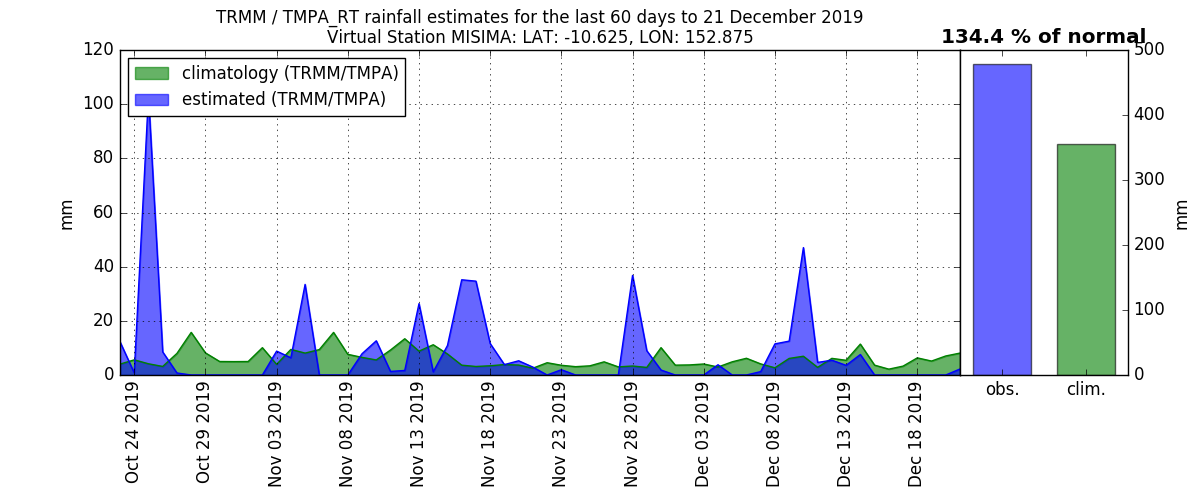 TRMM / TMPA_RT rainfall estimates for the last 60 days to 21 December 2019
Virtual Station MISIMA: LAT: -10.625, LON: 152.875
134.4 % of normal
climatology (TRMM/TMPA)
estimated (TRMM/TMPA)
120
100
80
60
40
20
0
mm
Oct 24 2019
Oct 29 2019
Nov 03 2019
Nov 08 2019
Nov 13 2019
Nov 18 2019
Nov 23 2019
Nov 28 2019
Dec 03 2019
Dec 08 2019
Dec 13 2019
Dec 18 2019
500
400
300
200
100
0
mm
obs.
clim.